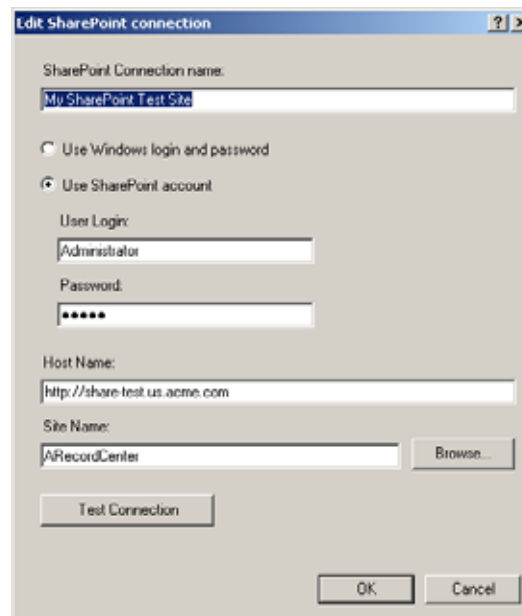 Edit SharePoint connection
SharePoint Connection name:
My SharePoint Test Site
Use Windows login and password
Use SharePoint account
User Login:
Administrator
Password:
●●●●●
Host Name:
http://share-test.us.acme.com
Site Name:
ARecordCenter
Browse...
Test Connection
OK
Cancel